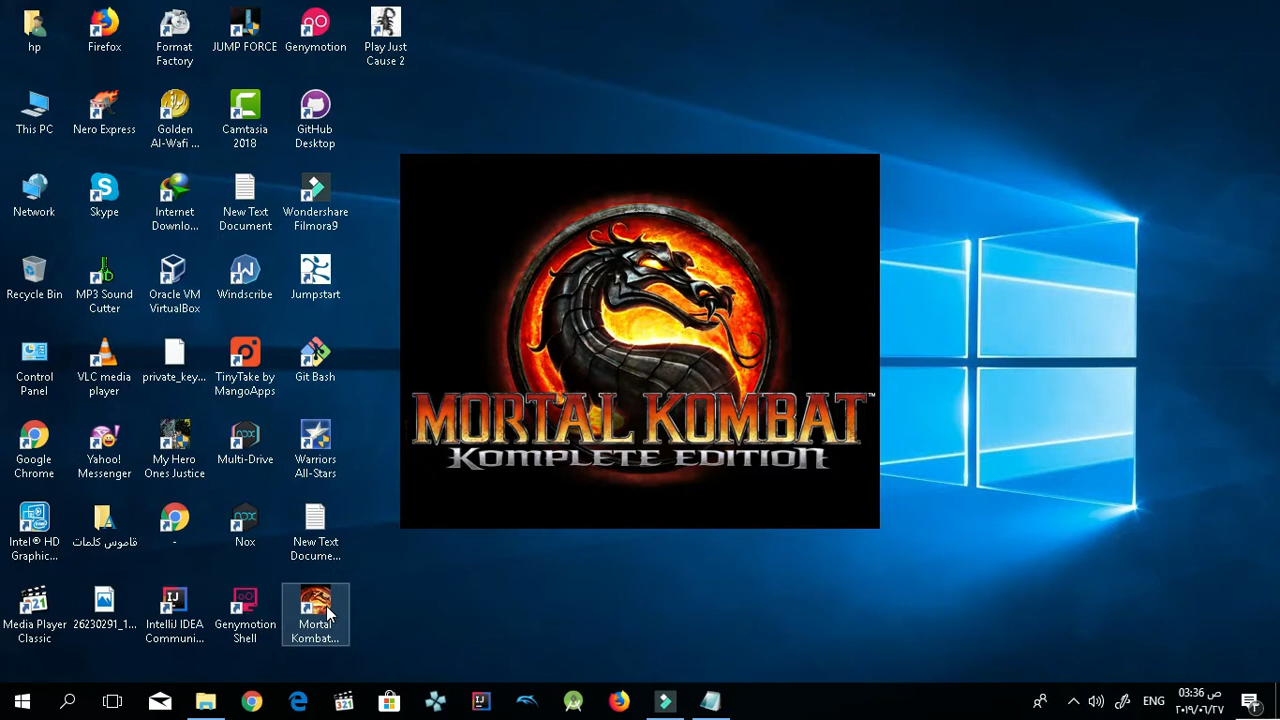 hp
Firefox
Format
Factory
JUMP FORCE
Genymotion
Play Just
Cause 2
This PC
Nero Express
Golden
Al-Wafi ...
Camtasia
2018
GitHub
Desktop
Network
Skype
Internet
Downlo...
New Text
Document
Wondershare
Filmora9
Recycle Bin
MP3 Sound
Cutter
Oracle VM
VirtualBox
Windscribe
Jumpstart
Control
Panel
VLC media
player
private_key...
TinyTake by
MangoApps
Git Bash
Google
Chrome
Yahoo!
Messenger
My Hero
Ones Justice
Multi-Drive
Warriors
All-Stars
Intel® HD
Graphic...
قاموس كلمات
-
Nox
New Text
Docume...
Media Player
Classic
26230291_1...
IntelliJ IDEA
Communi...
Genymotion
Shell
Mortal
Kombat...
MORTAL KOMBAT™
KOMPLETE EDITION
ENG
03:36 ص
٢٠١٩/٠٦/٢٧